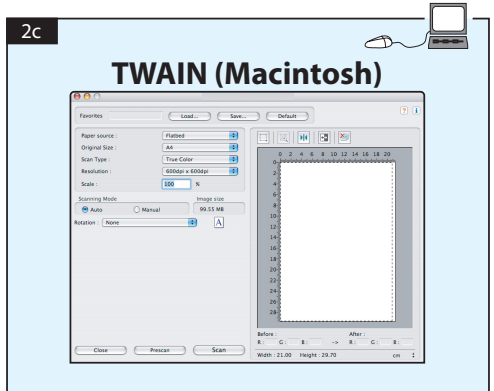 2c
TWAIN (Macintosh)
Favorites Load... Save... Default
Paper source : Flatbed
Original Size : A4
Scan Type : True Color
Resolution : 600dpi x 600dpi
Scale : 100 %
Scanning Mode Image size
Auto Manual 99.55 MB
Rotation : None A
0 2 4 6 8 10 12 14 16 18 20
0
2
4
6
8
10
12
14
16
18
20
22
24
26
28
Before : After :
R : G : B : -> R : G : B :
Close Prescan Scan
Width : 21.00 Height : 29.70 cm